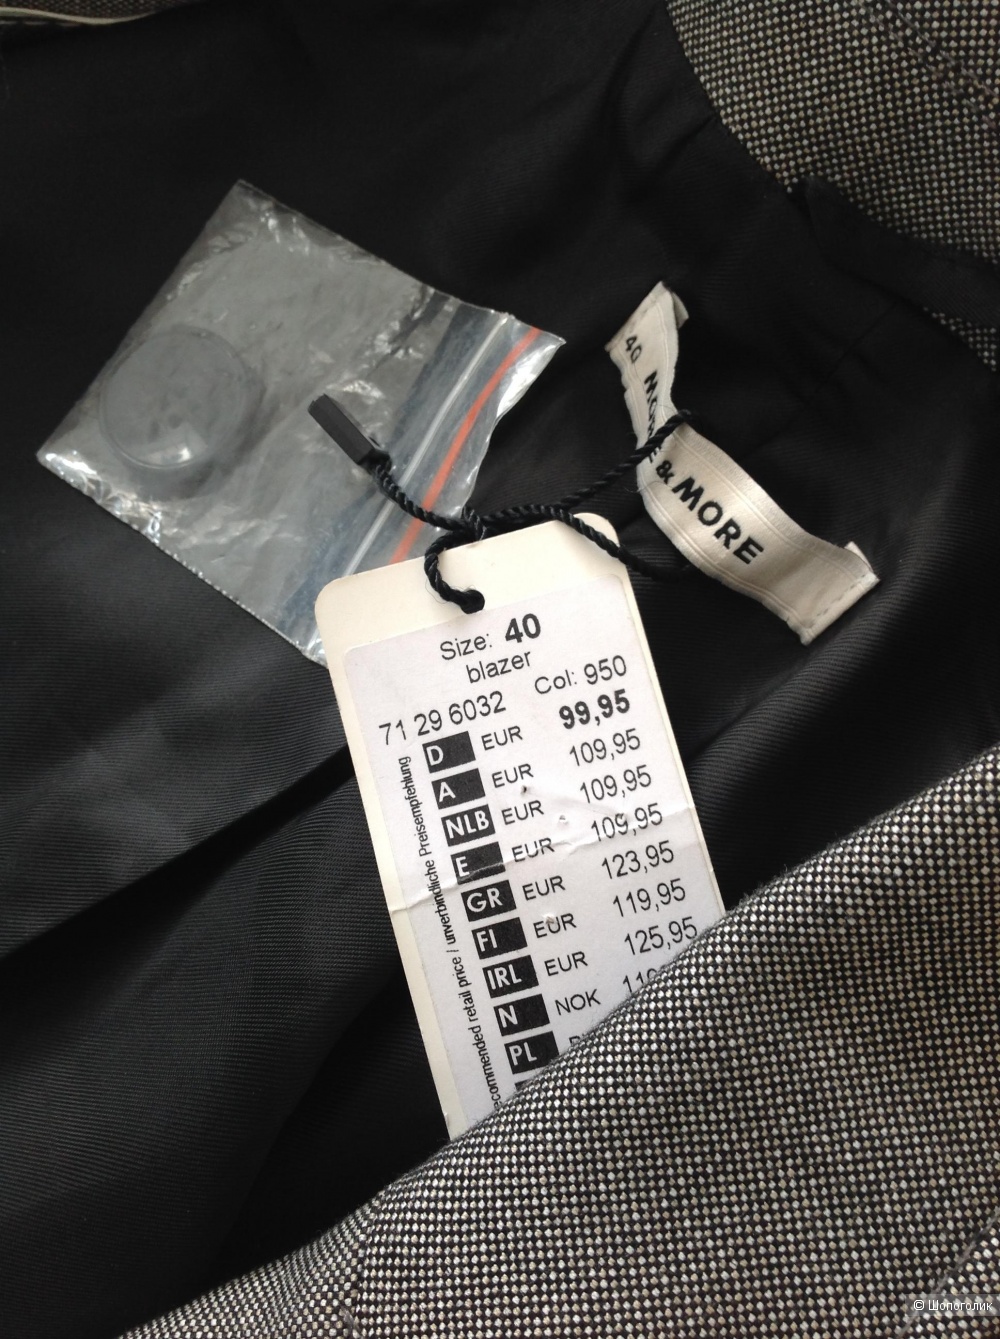 40 MORE & MORE
Size: 40
blazer
71 29 6032 Col: 950
D EUR 99,95
A EUR 109,95
NLB EUR 109,95
E EUR 109,95
GR EUR 123,95
FI EUR 119,95
IRL EUR 125,95
N NOK
PL
recommended retail price / unverbindliche Preisempfehlung
© Шопоголик